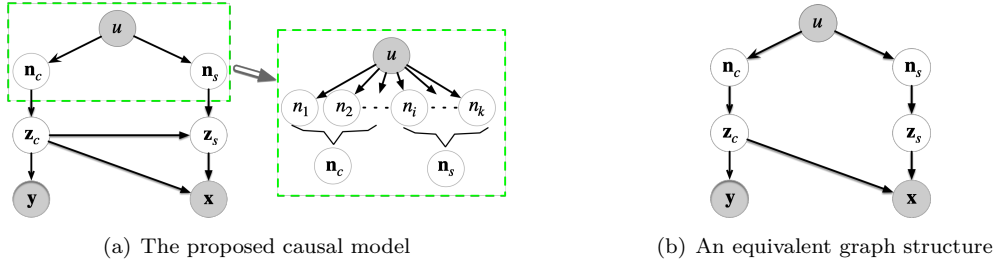 u
n_c
n_s
z_c
z_s
y
x
u
n_1 n_2 n_i n_k
n_c n_s
(a) The proposed causal model
u
n_c
n_s
z_c
z_s
y
x
(b) An equivalent graph structure